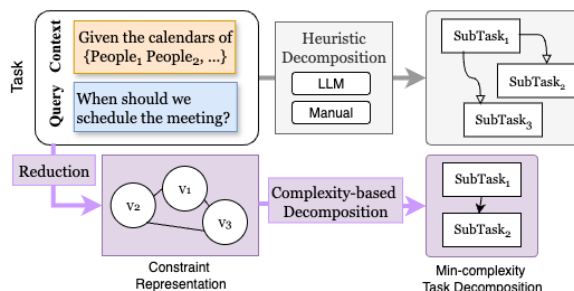 Task
Context
Given the calendars of
{People₁ People₂, ...}
Query
When should we
schedule the meeting?
Heuristic
Decomposition
LLM
Manual
SubTask₁
SubTask₂
SubTask₃
Reduction
V₁
V₂
V₃
Constraint
Representation
Complexity-based
Decomposition
SubTask₁
SubTask₂
Min-complexity
Task Decomposition